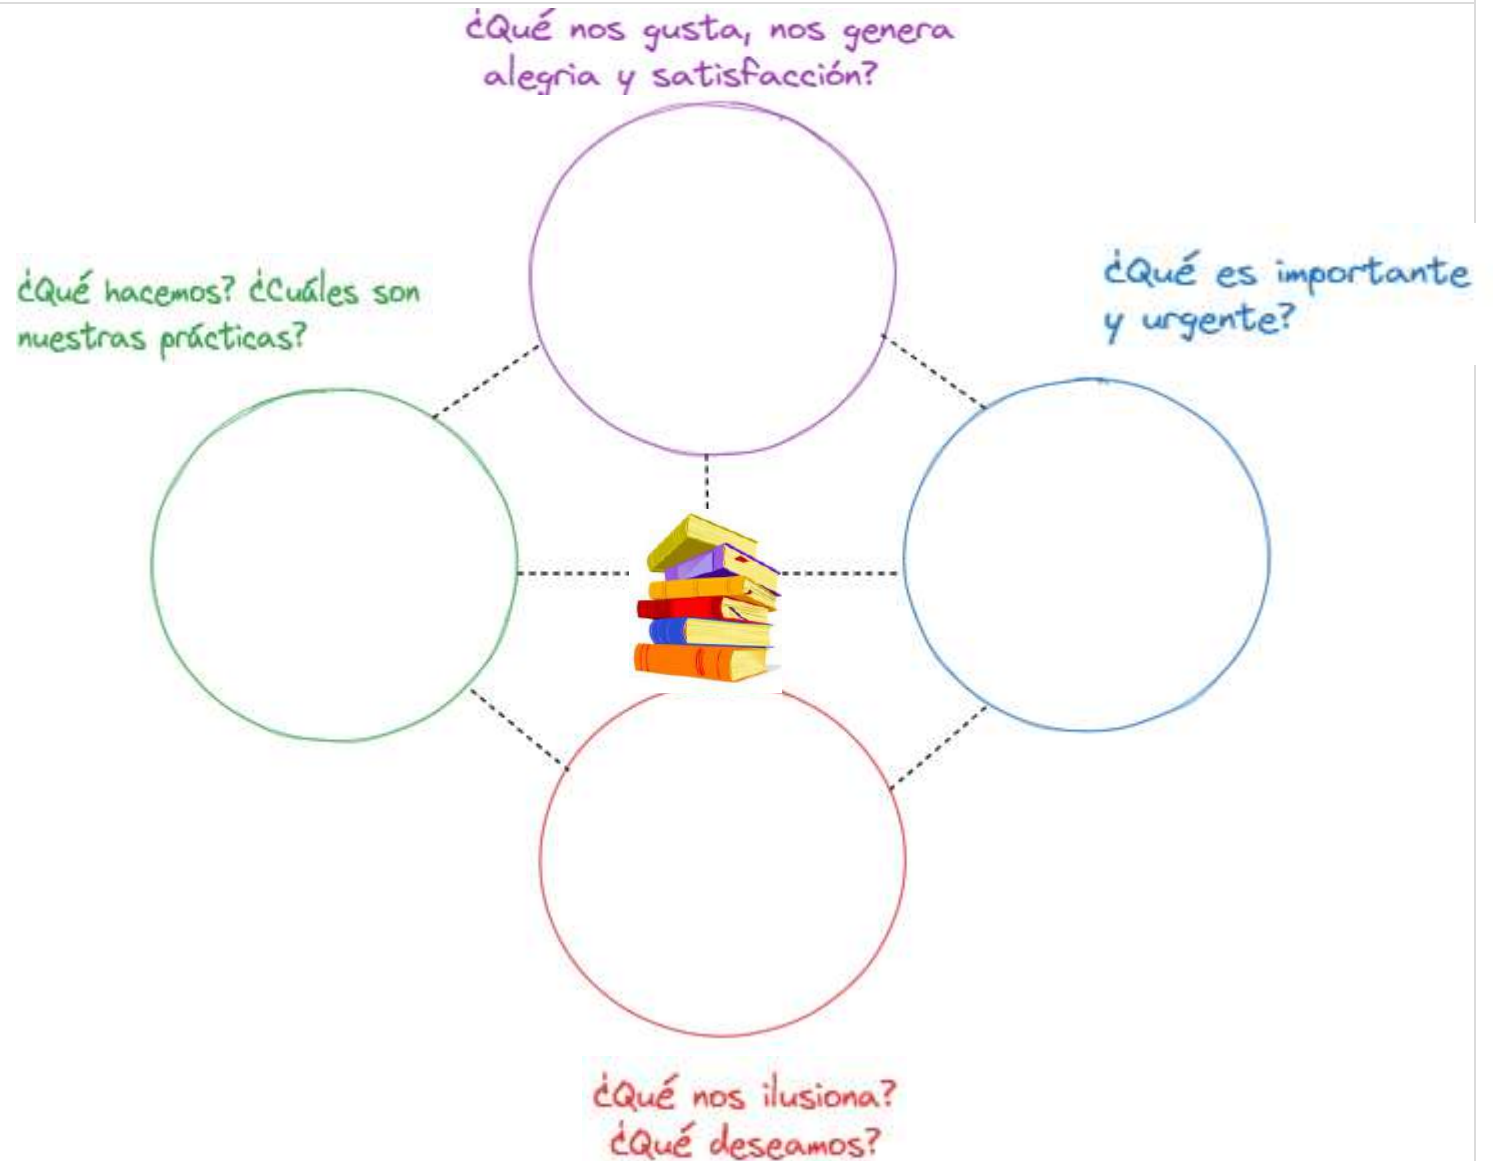 ¿Qué nos gusta, nos genera
alegria y satisfacción?
¿Qué hacemos? ¿Cuáles son
nuestras prácticas?
¿Qué es importante
y urgente?
¿Qué nos ilusiona?
¿Qué deseamos?